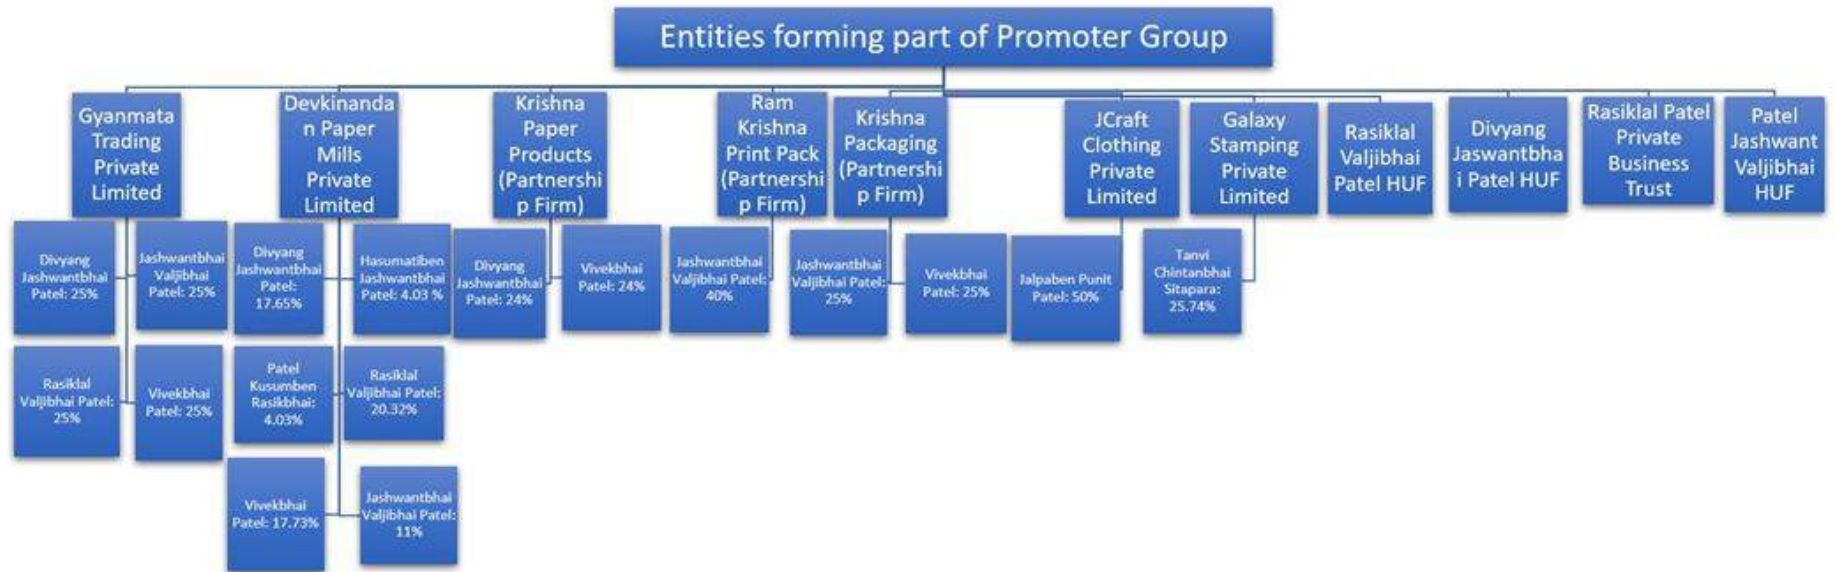 Entities forming part of Promoter Group
Gyanmata
Trading
Private
Limited
Devkinanda
n Paper
Mills
Private
Limited
Krishna
Paper
Products
(Partnershi
p Firm)
Ram
Krishna
Print Pack
(Partnershi
p Firm)
Krishna
Packaging
(Partnershi
p Firm)
JCraft
Clothing
Private
Limited
Galaxy
Stamping
Private
Limited
Rasiklal
Valjibhai
Patel HUF
Divyang
Jaswantbha
i Patel HUF
Rasiklal Patel
Private
Business
Trust
Patel
Jashwant
Valjibhai
HUF
Divyang
Jashwantbhai
Patel: 25%
Jashwantbhai
Valjibhai
Patel: 25%
Rasiklal
Valjibhai Patel:
25%
Vivekbhai
Patel: 25%
Divyang
Jashwantbhai
Patel:
17.65%
Hasumatiben
Jashwantbhai
Patel: 4.03 %
Patel
Kusumben
Rasikbhai:
4.03%
Rasiklal
Valjibhai Patel:
20.32%
Vivekbhai
Patel: 17.73%
Jashwantbhai
Valjibhai Patel:
11%
Divyang
Jashwantbhai
Patel: 24%
Vivekbhai
Patel: 24%
Jashwantbhai
Valjibhai Patel:
40%
Jashwantbhai
Valjibhai Patel:
25%
Vivekbhai
Patel: 25%
Jalpaben Punit
Patel: 50%
Tanvi
Chintanbhai
Sitapara:
25.74%